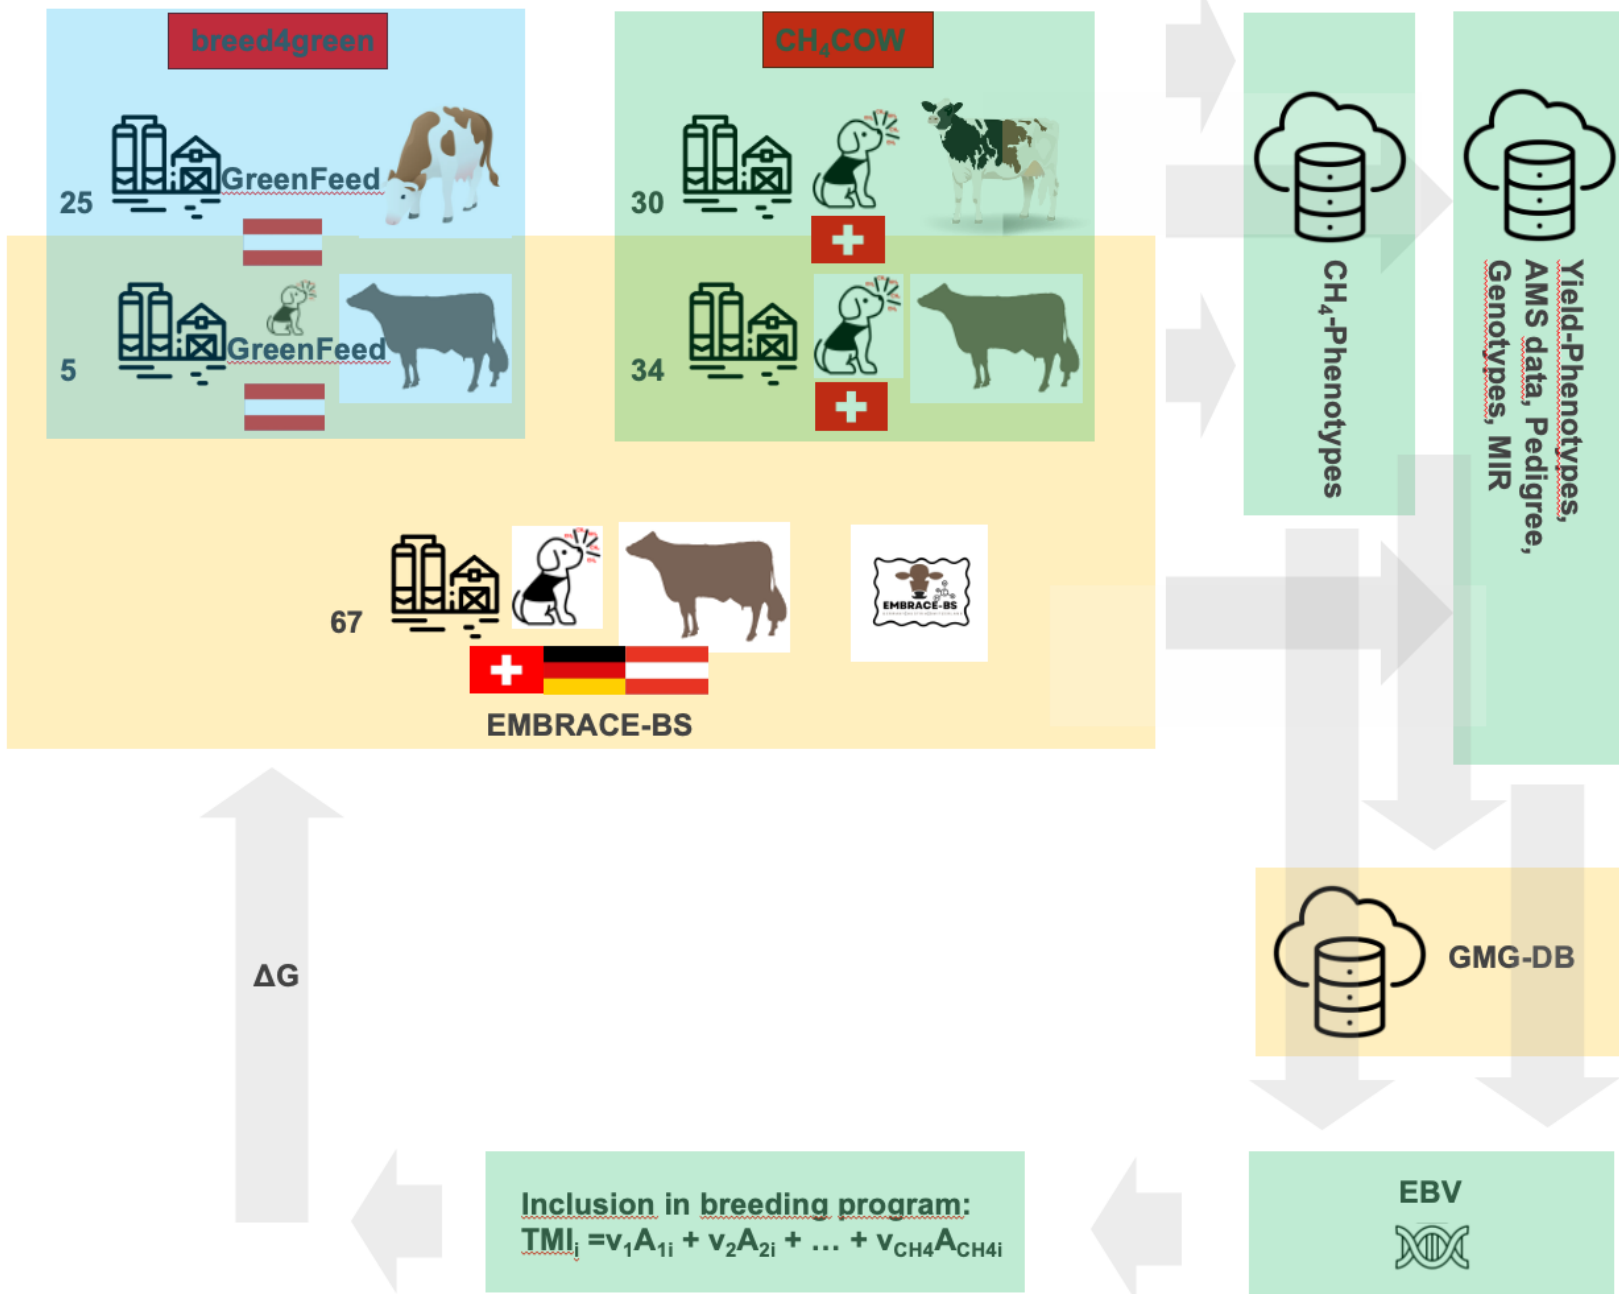 breed4green
CH₄COW
25
GreenFeed
30
5
GreenFeed
34
67
EMBRACE-BS
EMBRACE-BS
CH₄-Phenotypes
Yield-Phenotypes,
AMS data, Pedigree,
Genotypes, MIR
GMG-DB
ΔG
Inclusion in breeding program:
TMIᵢ =v₁A₁ᵢ + v₂A₂ᵢ + … + v_CH4A_CH4i
EBV